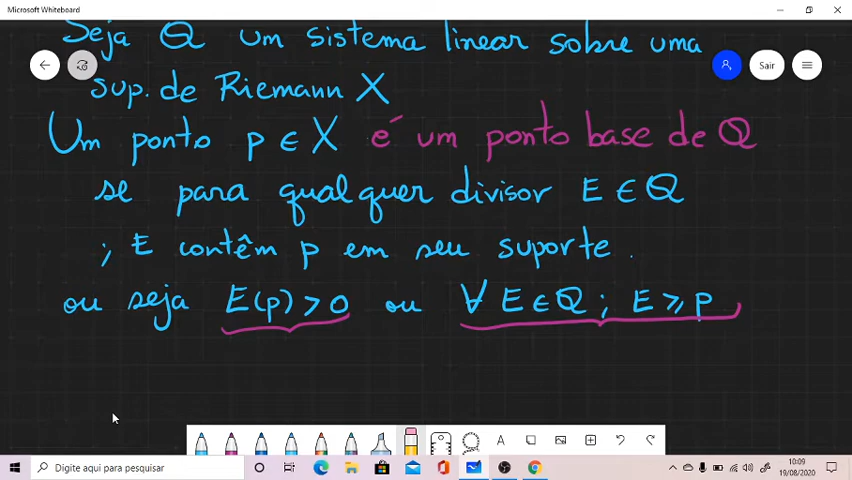 Microsoft Whiteboard
Seja Q um sistema linear sobre uma
Sair
sup. de Riemann X
Um ponto p ∈ X é um ponto base de Q
se para qualquer divisor E ∈ Q
; E contêm p em seu suporte.
ou seja E(p) > 0 ou ∀ E ∈ Q ; E ⩾ p
Digite aqui para pesquisar
10:09
19/08/2020